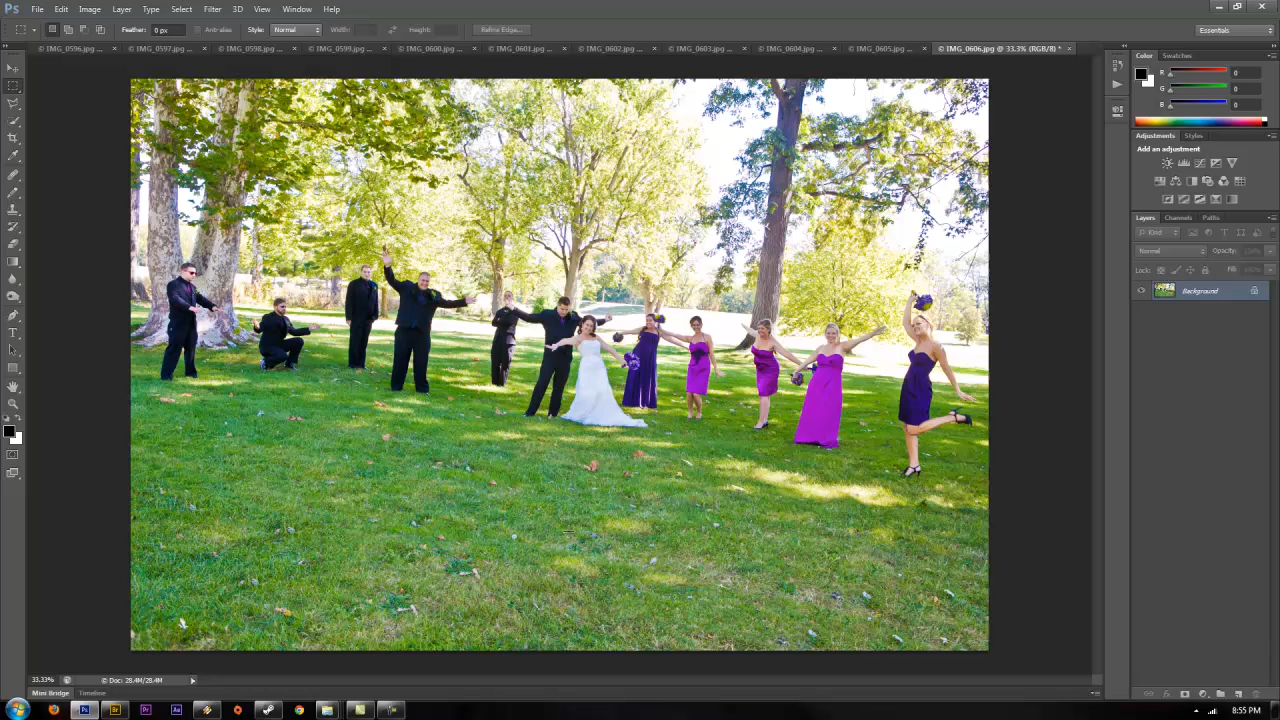 Ps File Edit Image Layer Type Select Filter 3D View Window Help
Feather: 0 px Anti-alias Style: Normal Width: Height: Refine Edge... Essentials
© IMG_0596.jpg ... × © IMG_0597.jpg ... × © IMG_0598.jpg ... × © IMG_0599.jpg ... × © IMG_0600.jpg ... × © IMG_0601.jpg ... × © IMG_0602.jpg ... × © IMG_0603.jpg ... × © IMG_0604.jpg ... × © IMG_0605.jpg ... × © IMG_0606.jpg @ 33.3% (RGB/8) * ×
Color Swatches
R 0
G 0
B 0
Adjustments Styles
Add an adjustment
Layers Channels Paths
Kind
Normal Opacity:
Lock: Fill:
Background
33.33% © Doc: 28.4M/28.4M
Mini Bridge Timeline
Ps Br Pr Ae 8:55 PM